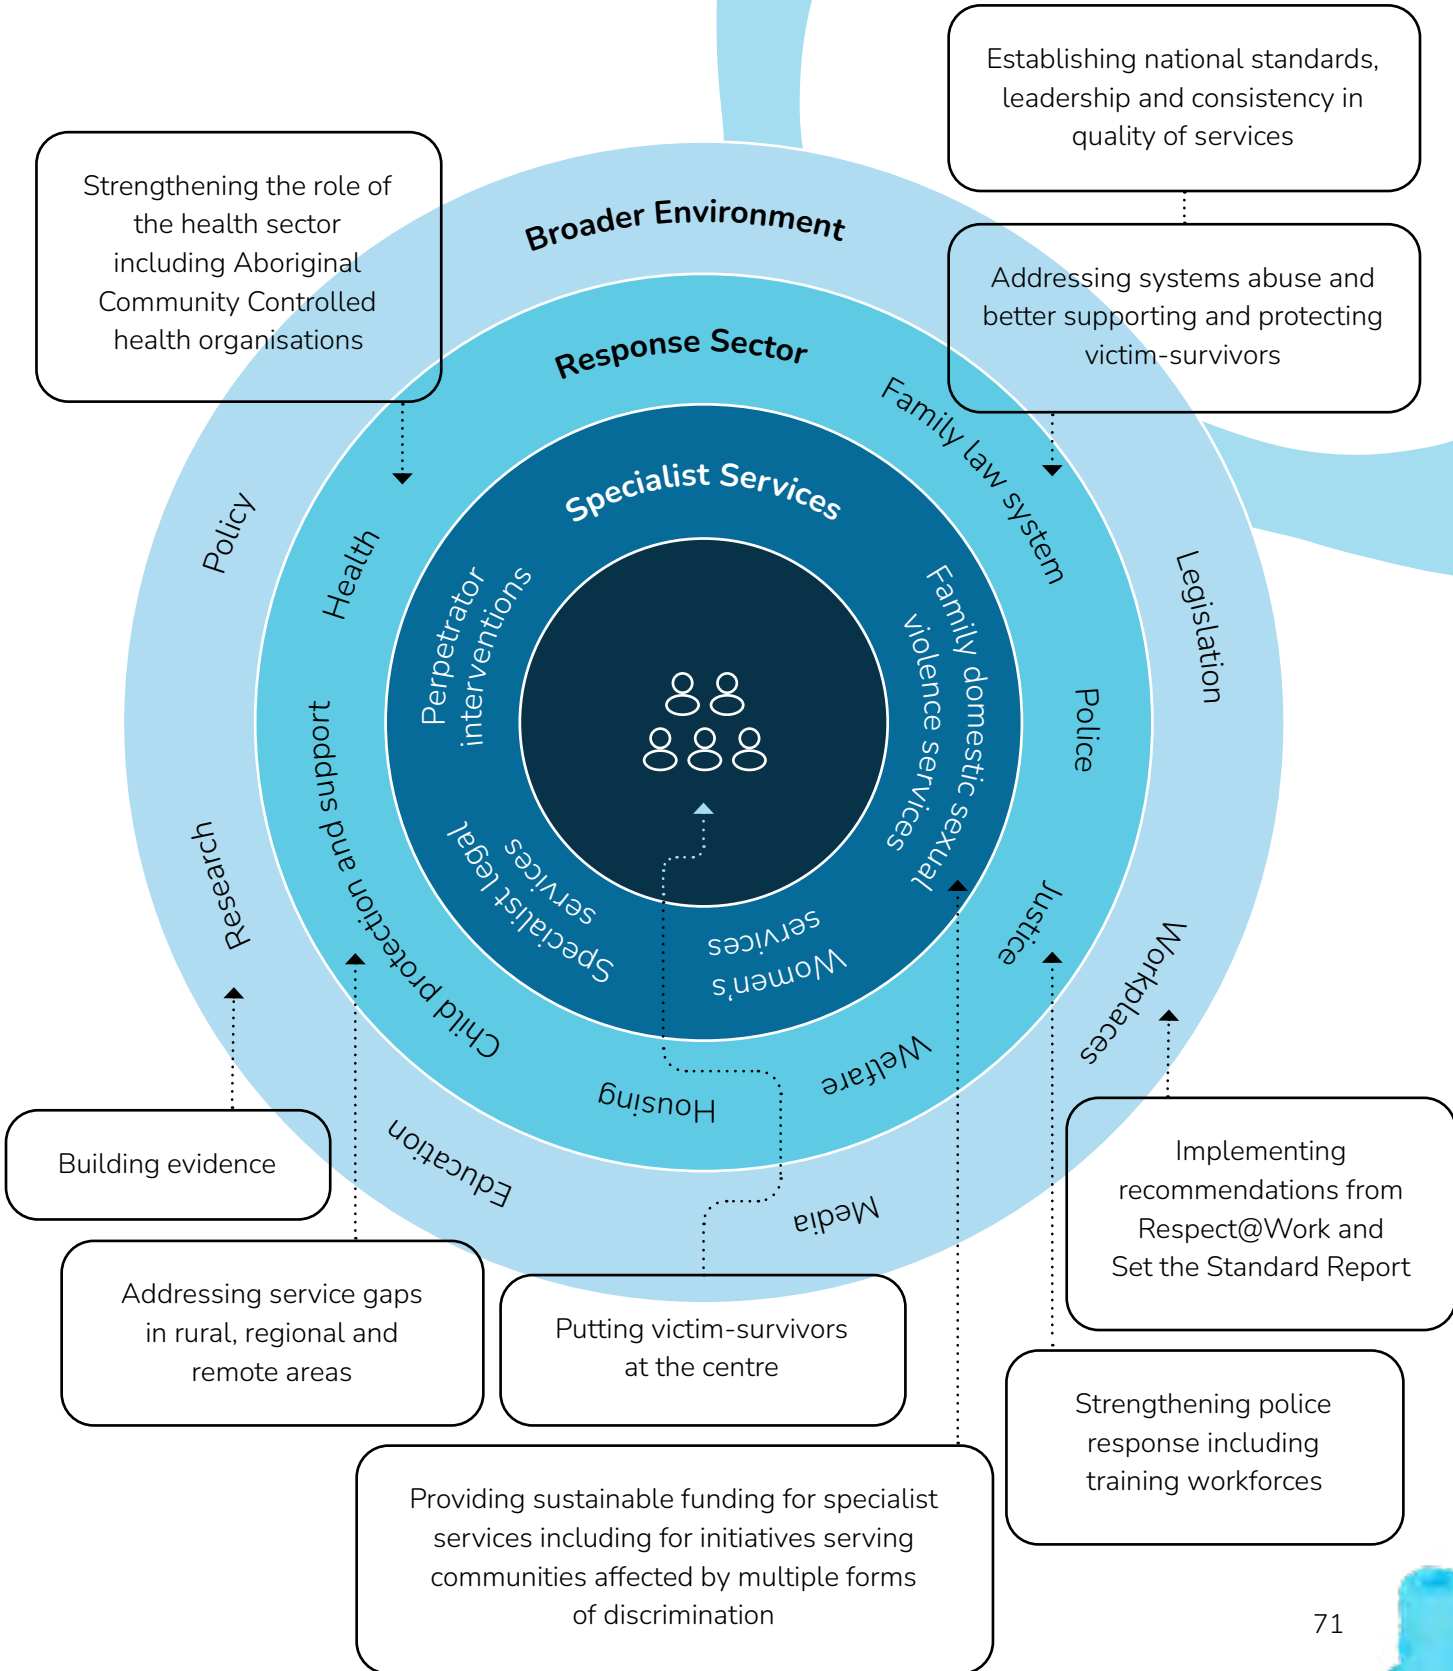 Establishing national standards,
leadership and consistency in
quality of services
Strengthening the role of
the health sector
including Aboriginal
Community Controlled
health organisations
Addressing systems abuse and
better supporting and protecting
victim-survivors
Broader Environment
Policy
Legislation
Workplaces
Media
Education
Research
Response Sector
Health
Family law system
Police
Justice
Welfare
Housing
Child protection and support
Specialist Services
Perpetrator
interventions
Family domestic sexual
violence services
Women's
services
Specialist legal
services
Building evidence
Addressing service gaps
in rural, regional and
remote areas
Putting victim-survivors
at the centre
Implementing
recommendations from
Respect@Work and
Set the Standard Report
Strengthening police
response including
training workforces
Providing sustainable funding for specialist
services including for initiatives serving
communities affected by multiple forms
of discrimination
71